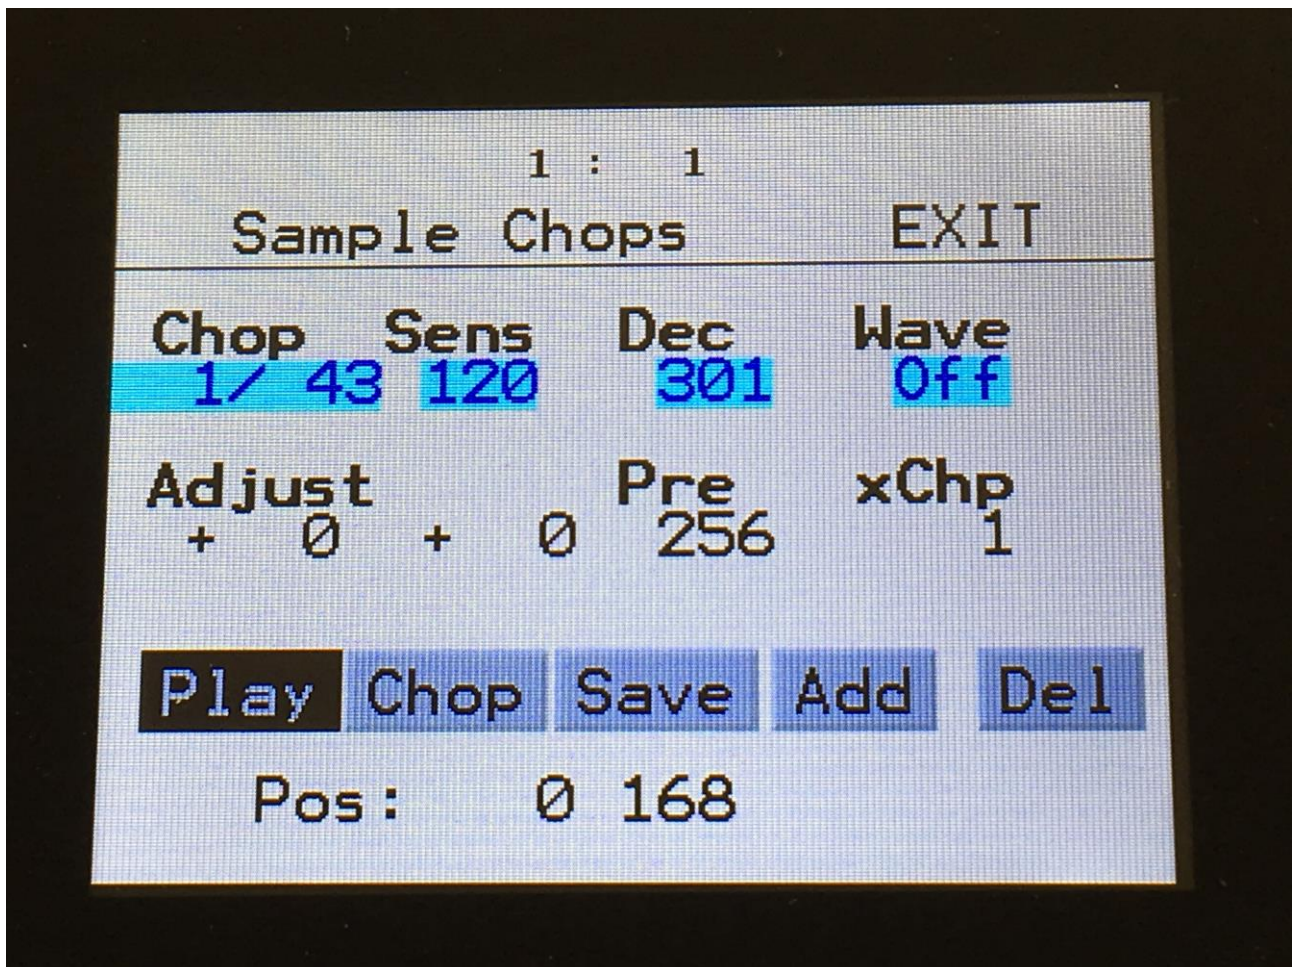 1 : 1
Sample Chops EXIT
Chop Sens Dec Wave
1/ 43 120 301 Off
Adjust Pre xChp
+ 0 + 0 256 1
Play Chop Save Add Del
Pos: 0 168